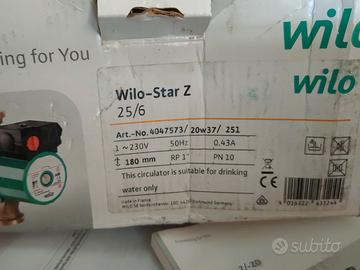 ing for You
wilo
wilo
Wilo-Star Z
25/6
Art.-No. 4047573/ 20w37/ 251
1 ~230V 50Hz 0.43A
180 mm RP 1" PN 10
This circulator is suitable for drinking
water only
Made in France
subito